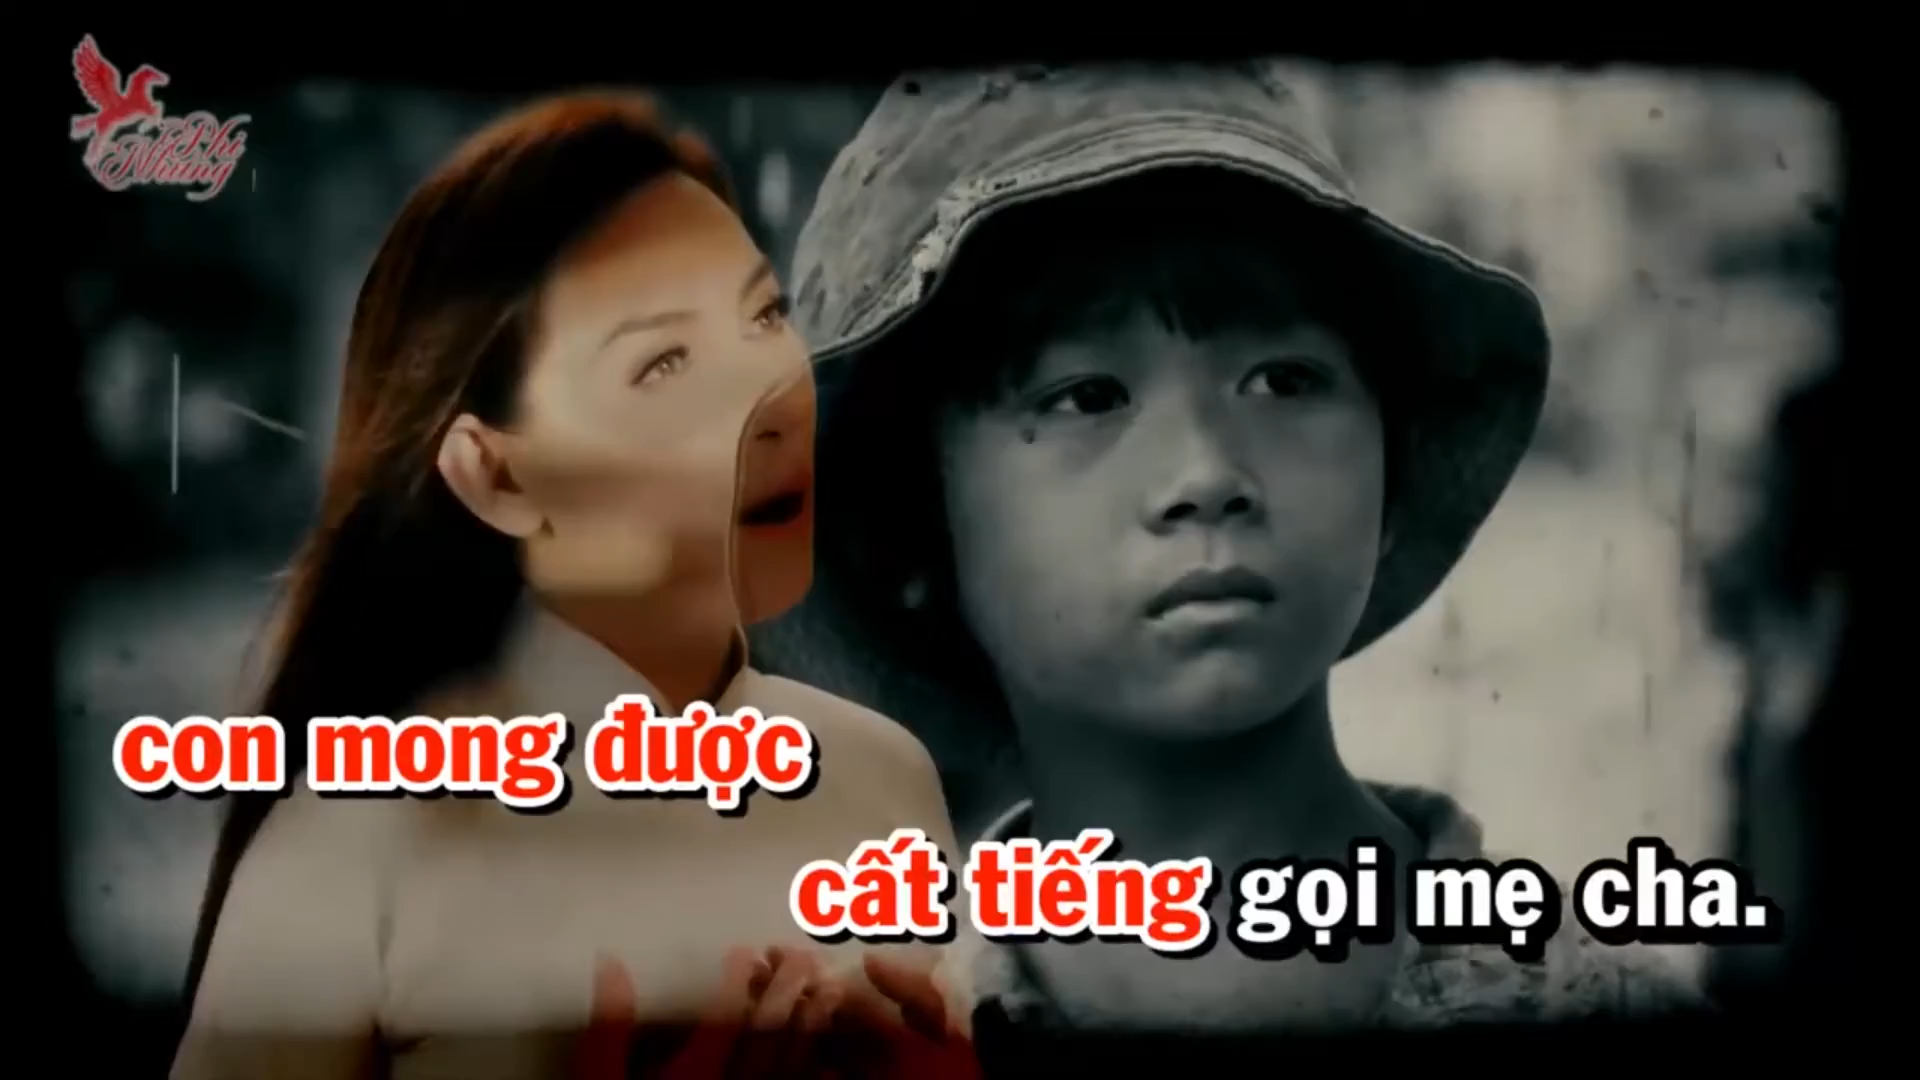 Phi
Nhung
con mong được
cất tiếng gọi mẹ cha.